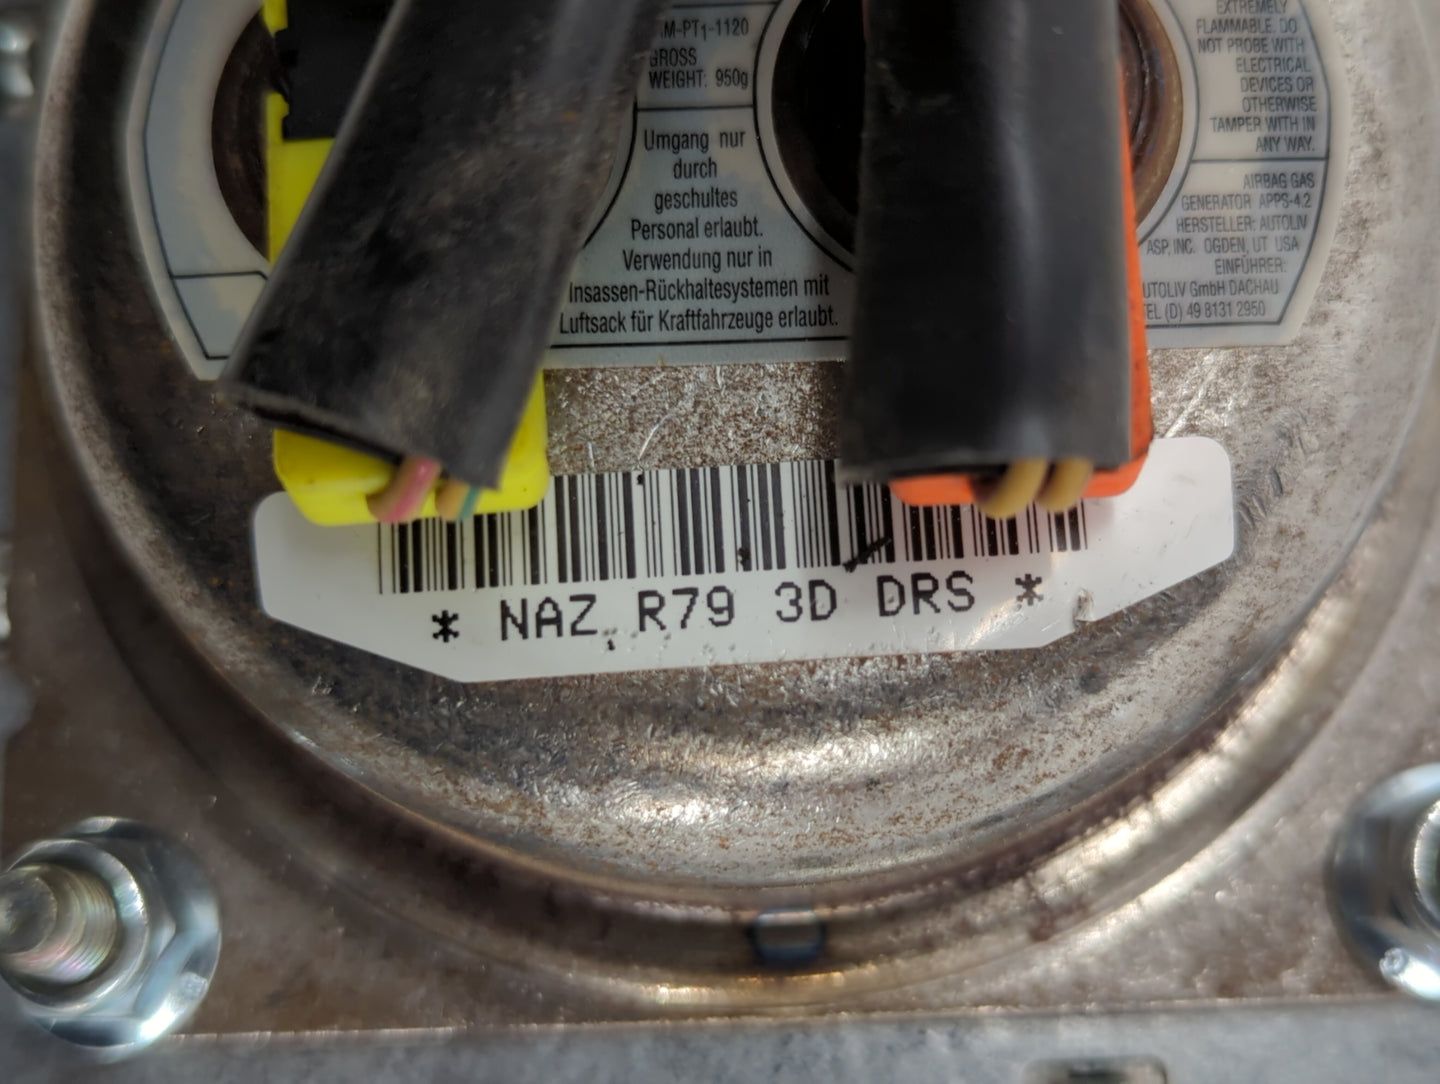 AM-PT1-1120
GROSS
WEIGHT: 950g
Umgang nur
durch
geschultes
Personal erlaubt.
Verwendung nur in
Insassen-Rückhaltesystemen mit
Luftsack für Kraftfahrzeuge erlaubt.
EXTREMELY
FLAMMABLE. DO
NOT PROBE WITH
ELECTRICAL
DEVICES OR
OTHERWISE
TAMPER WITH IN
ANY WAY.
AIRBAG GAS
GENERATOR APPS-4.2
HERSTELLER: AUTOLIV
ASP, INC. OGDEN, UT USA
EINFÜHRER:
UTOLIV GmbH DACHAU
TEL (D) 49 8131 2950
* NAZ R79 3D DRS *